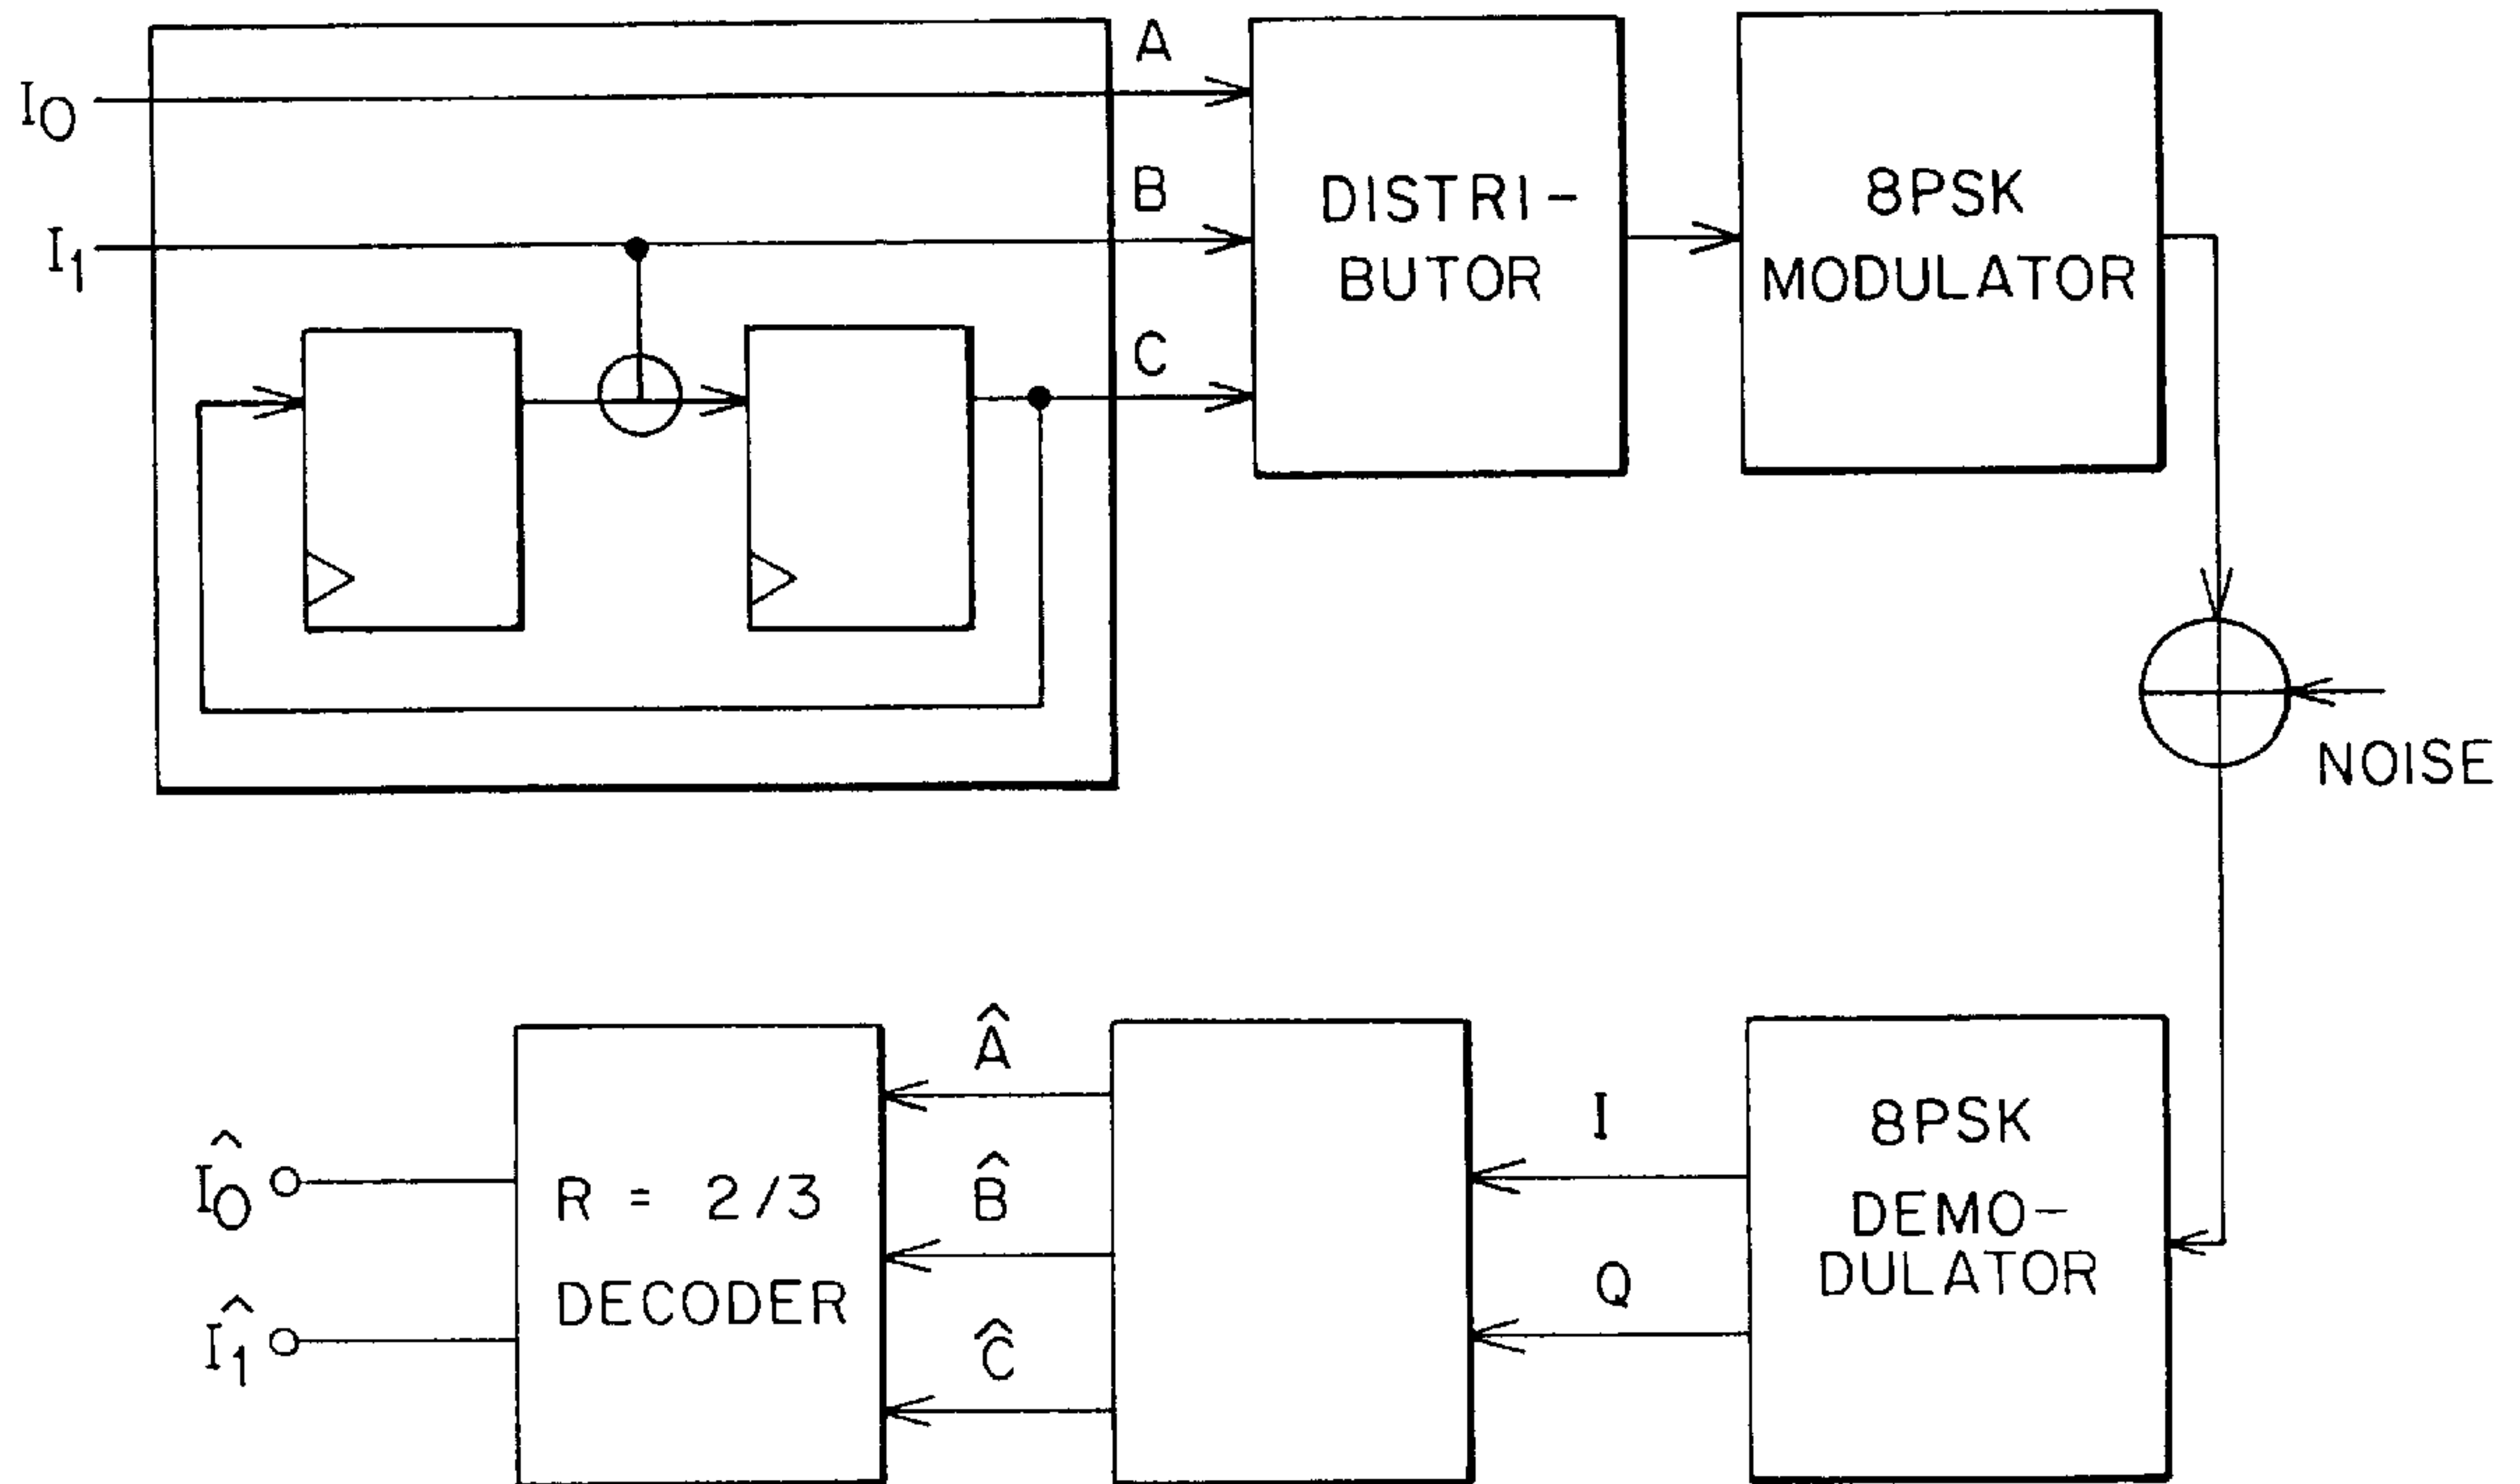 I0
I1
A
B
C
DISTRI-
BUTOR
8PSK
MODULATOR
NOISE
8PSK
DEMO-
DULATOR
I
Q
Â
B̂
Ĉ
R = 2/3
DECODER
Î0
Î1